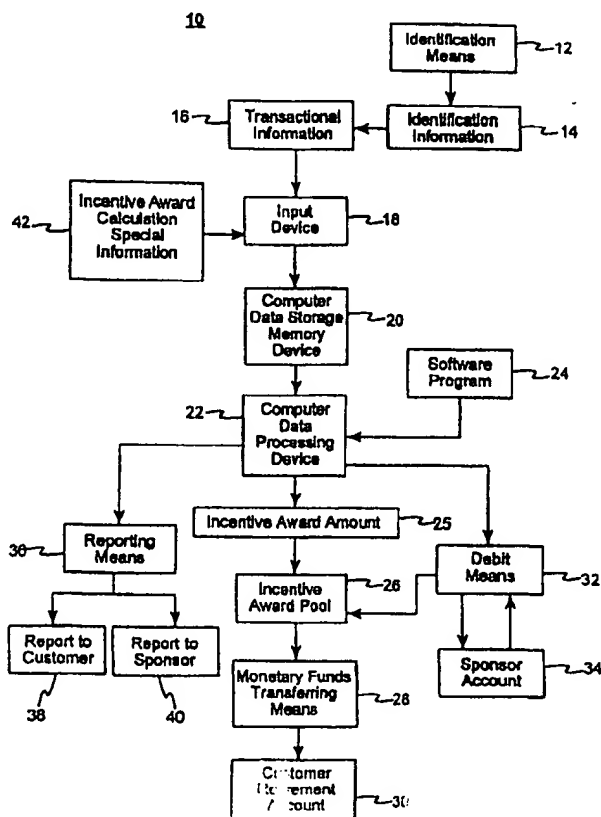 10
Identification
Means
12
16
Transactional
Information
Identification
Information
14
42
Incentive Award
Calculation
Special
Information
Input
Device
18
Computer
Data Storage
Memory
Device
20
Software
Program
24
22
Computer
Data
Processing
Device
Incentive Award Amount
25
36
Reporting
Means
Incentive
Award Pool
26
Debit
Means
32
Report to
Customer
Report to
Sponsor
38
40
Monetary Funds
Transferring
Means
28
Sponsor
Account
34
Customer
Retirement
Account
30